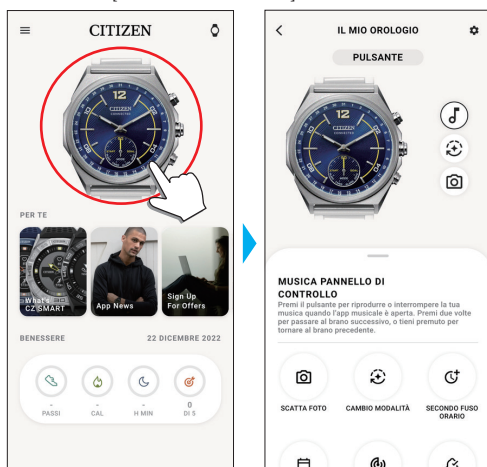 CITIZEN
12
CITIZEN
PER TE
What's
CZ SMART
App News
Sign Up
For Offers
BENESSERE
22 DICEMBRE 2022
-
PASSI
-
CAL
-
H MIN
0
DI 5
IL MIO OROLOGIO
PULSANTE
12
CITIZEN
MUSICA PANNELLO DI
CONTROLLO
Premi il pulsante per riprodurre o interrompere la tua
musica quando l'app musicale è aperta. Premi due volte
per passare al brano successivo, o tieni premuto per
tornare al brano precedente.
SCATTA FOTO
CAMBIO MODALITÀ
SECONDO FUSO
ORARIO